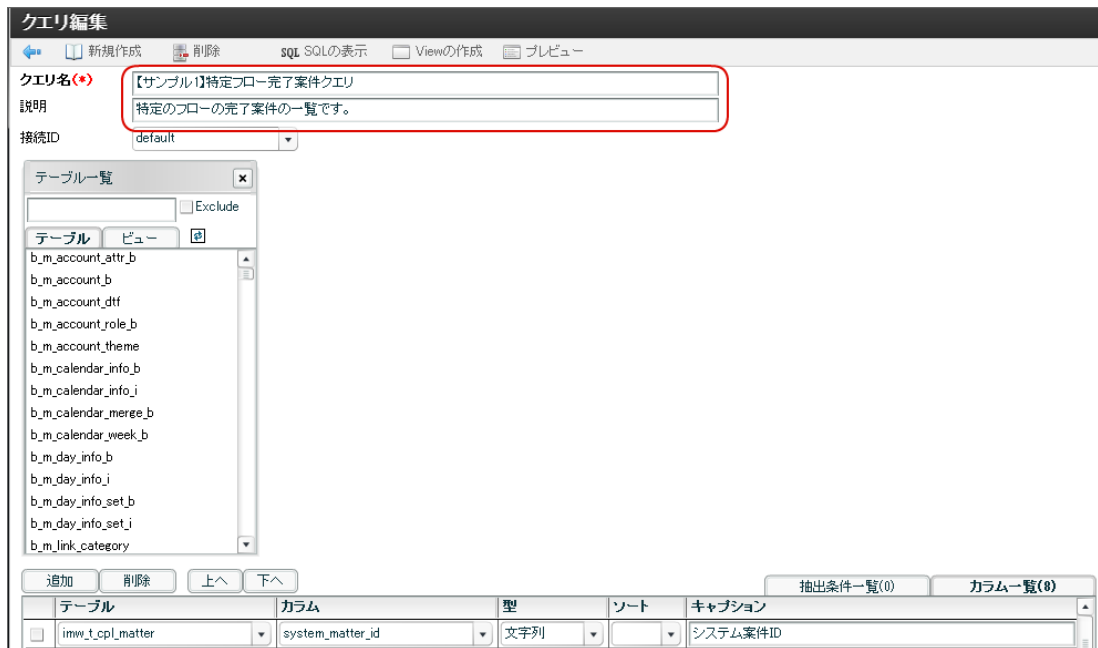 クエリ編集
新規作成 削除 SQL SQLの表示 Viewの作成 プレビュー
クエリ名(*) 【サンプル1】特定フロー完了案件クエリ
説明 特定のフローの完了案件の一覧です。
接続ID default
テーブル一覧
Exclude
テーブル ビュー
b_m_account_attr_b
b_m_account_b
b_m_account_dtf
b_m_account_role_b
b_m_account_theme
b_m_calendar_info_b
b_m_calendar_info_i
b_m_calendar_merge_b
b_m_calendar_week_b
b_m_day_info_b
b_m_day_info_i
b_m_day_info_set_b
b_m_day_info_set_i
b_m_link_category
追加 削除 上へ 下へ 抽出条件一覧(0) カラム一覧(8)
テーブル カラム 型 ソート キャプション
imw_t_cpl_matter system_matter_id 文字列 システム案件ID